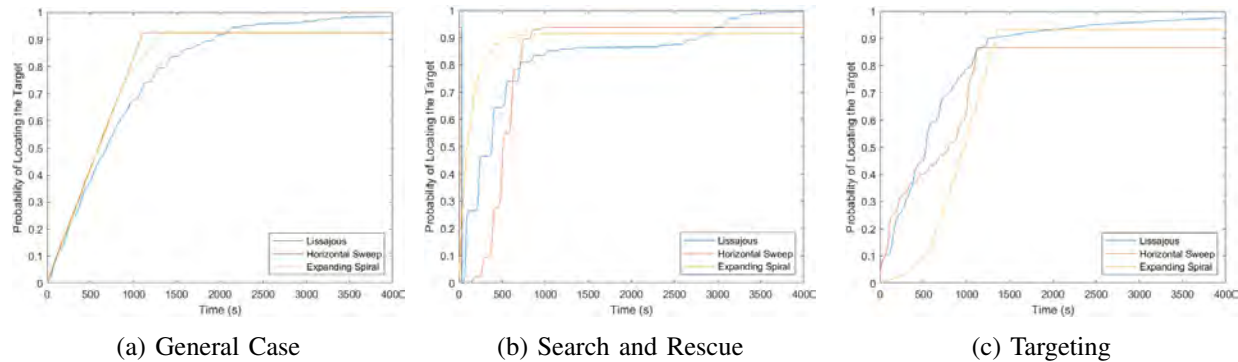 Probability of Locating the Target
1
0.9
0.8
0.7
0.6
0.5
0.4
0.3
0.2
0.1
0
Lissajous
Horizontal Sweep
Expanding Spiral
0 500 1000 1500 2000 2500 3000 3500 400C
Time (s)
(a) General Case
Probability of Locating the Target
1
0.9
0.8
0.7
0.6
0.5
0.4
0.3
0.2
0.1
0
Lissajous
Horizontal Sweep
Expanding Spiral
0 500 1000 1500 2000 2500 3000 3500 400C
Time (s)
(b) Search and Rescue
Probability of Locating the Target
1
0.9
0.8
0.7
0.6
0.5
0.4
0.3
0.2
0.1
0
Lissajous
Horizontal Sweep
Expanding Spiral
0 500 1000 1500 2000 2500 3000 3500 400C
Time (s)
(c) Targeting